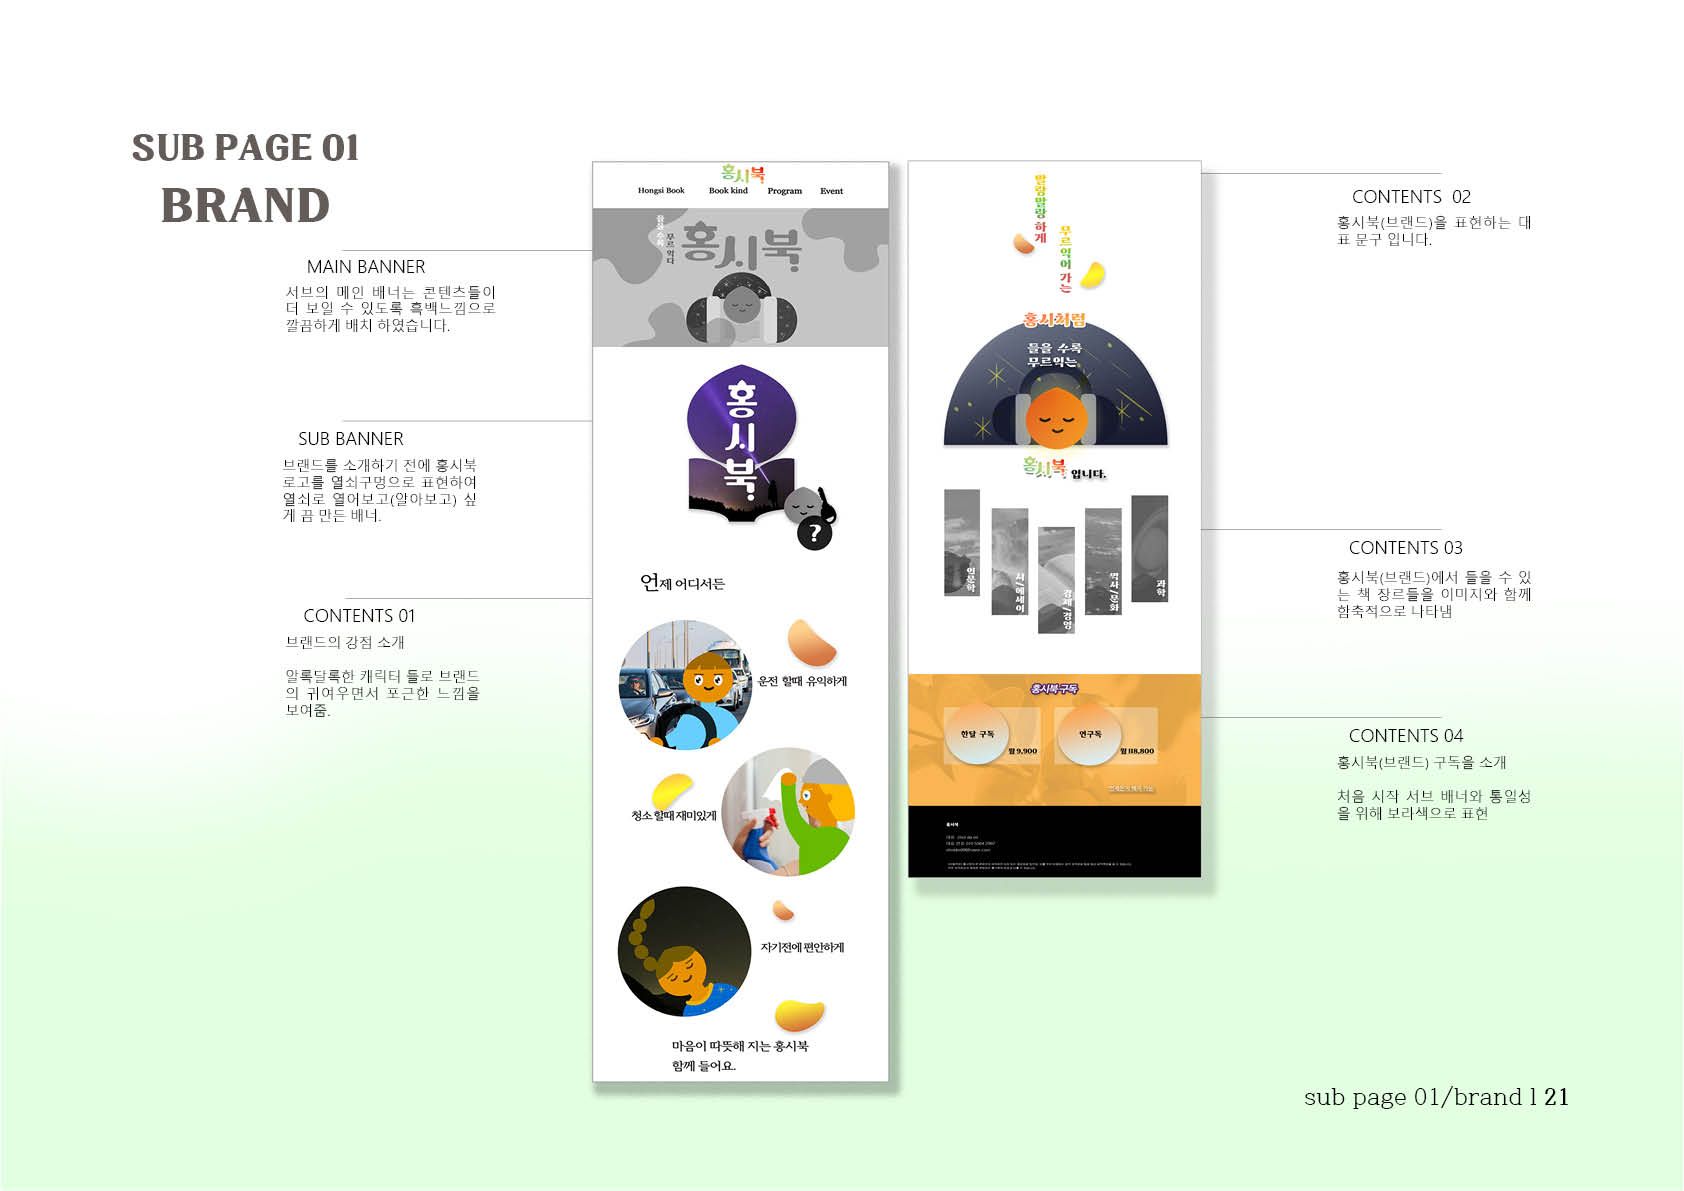 SUB PAGE 01
BRAND
MAIN BANNER
서브의 메인 배너는 콘텐츠들이
더 보일 수 있도록 흑백느낌으로
깔끔하게 배치 하였습니다.
SUB BANNER
브랜드를 소개하기 전에 홍시북
로고를 열쇠구멍으로 표현하여
열쇠로 열어보고(알아보고) 싶
게 끔 만든 배너.
CONTENTS 01
브랜드의 강점 소개
알록달록한 캐릭터 들로 브랜드
의 귀여우면서 포근한 느낌을
보여줌.
홍시북
Hongsi Book Book kind Program Event
들을 수록
무르 익다
홍시북
홍시북
?
언제 어디서든
운전 할때 유익하게
청소 할때 재미있게
자기전에 편안하게
마음이 따뜻해 지는 홍시북
함께 들어요.
말랑말랑 하게
무르 익어 가는
홍시처럼
들을 수록
무르익는
홍시북 입니다.
인문학
시/에세이
경제/경영
역사/문화
과학
홍시북 구독
한달 구독
월 9,900
연구독
월 118,800
홍시북
CONTENTS 02
홍시북(브랜드)을 표현하는 대
표 문구 입니다.
CONTENTS 03
홍시북(브랜드)에서 들을 수 있
는 책 장르들을 이미지와 함께
함축적으로 나타냄
CONTENTS 04
홍시북(브랜드) 구독을 소개
처음 시작 서브 배너와 통일성
을 위해 보라색으로 표현
sub page 01/brand l 21